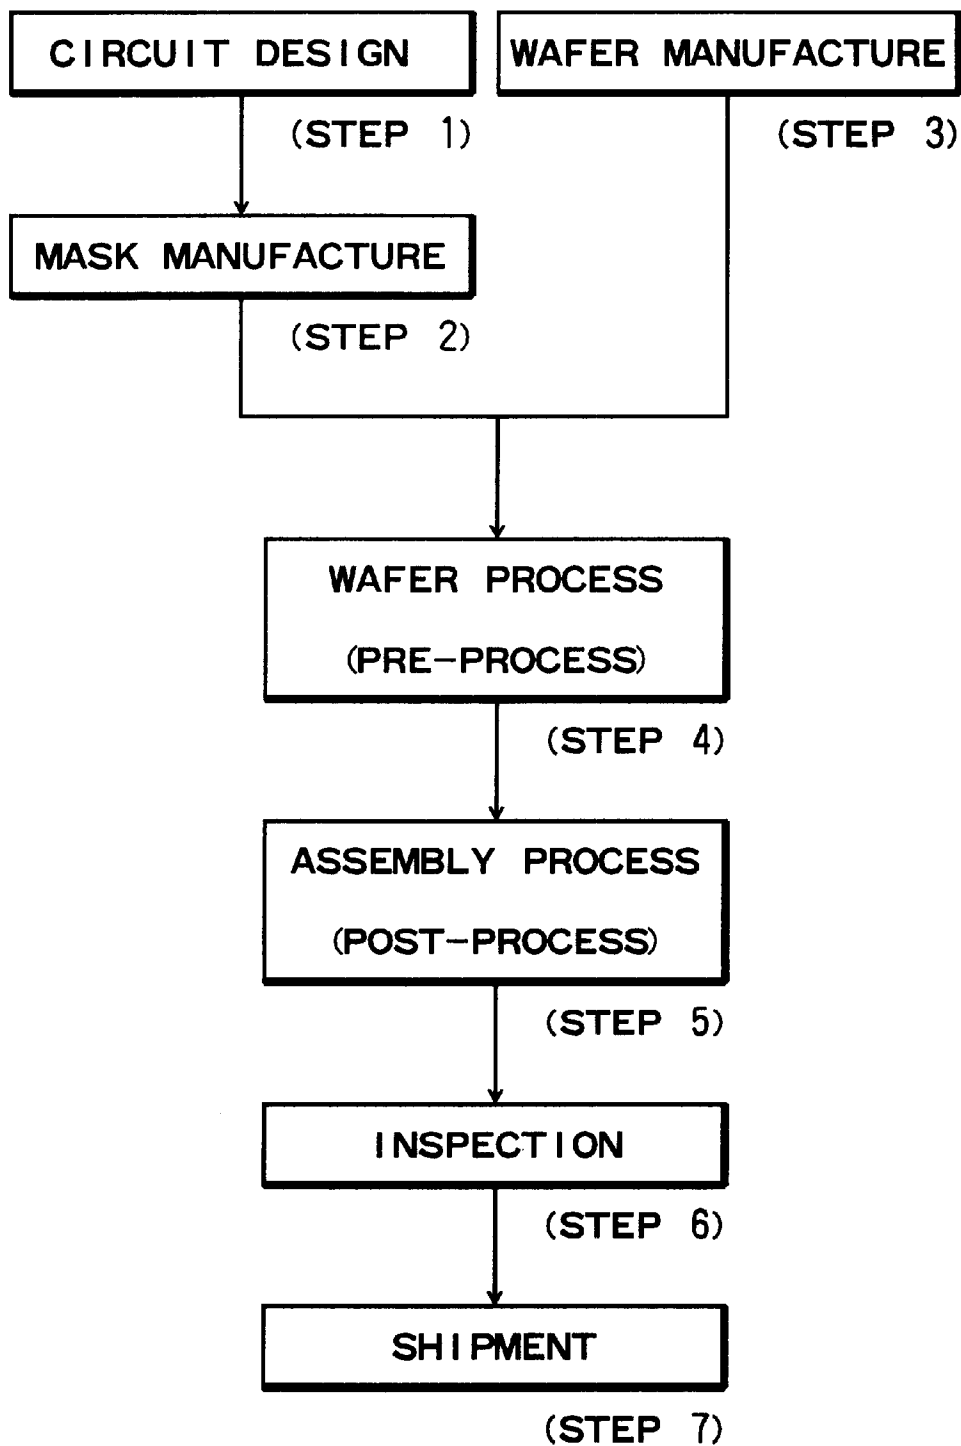 CIRCUIT DESIGN
(STEP 1)
WAFER MANUFACTURE
(STEP 3)
MASK MANUFACTURE
(STEP 2)
WAFER PROCESS
(PRE-PROCESS)
(STEP 4)
ASSEMBLY PROCESS
(POST-PROCESS)
(STEP 5)
INSPECTION
(STEP 6)
SHIPMENT
(STEP 7)